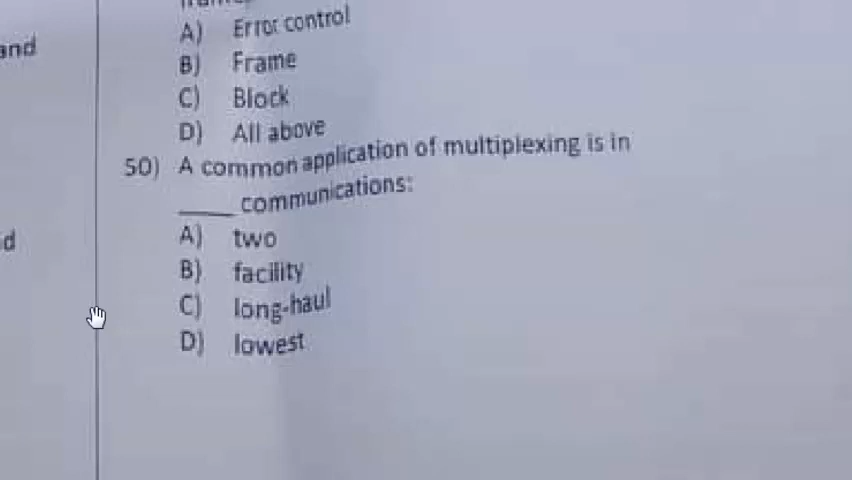 and
A) Error control
B) Frame
C) Block
D) All above
50) A common application of multiplexing is in
____ communications:
A) two
B) facility
C) long-haul
D) lowest